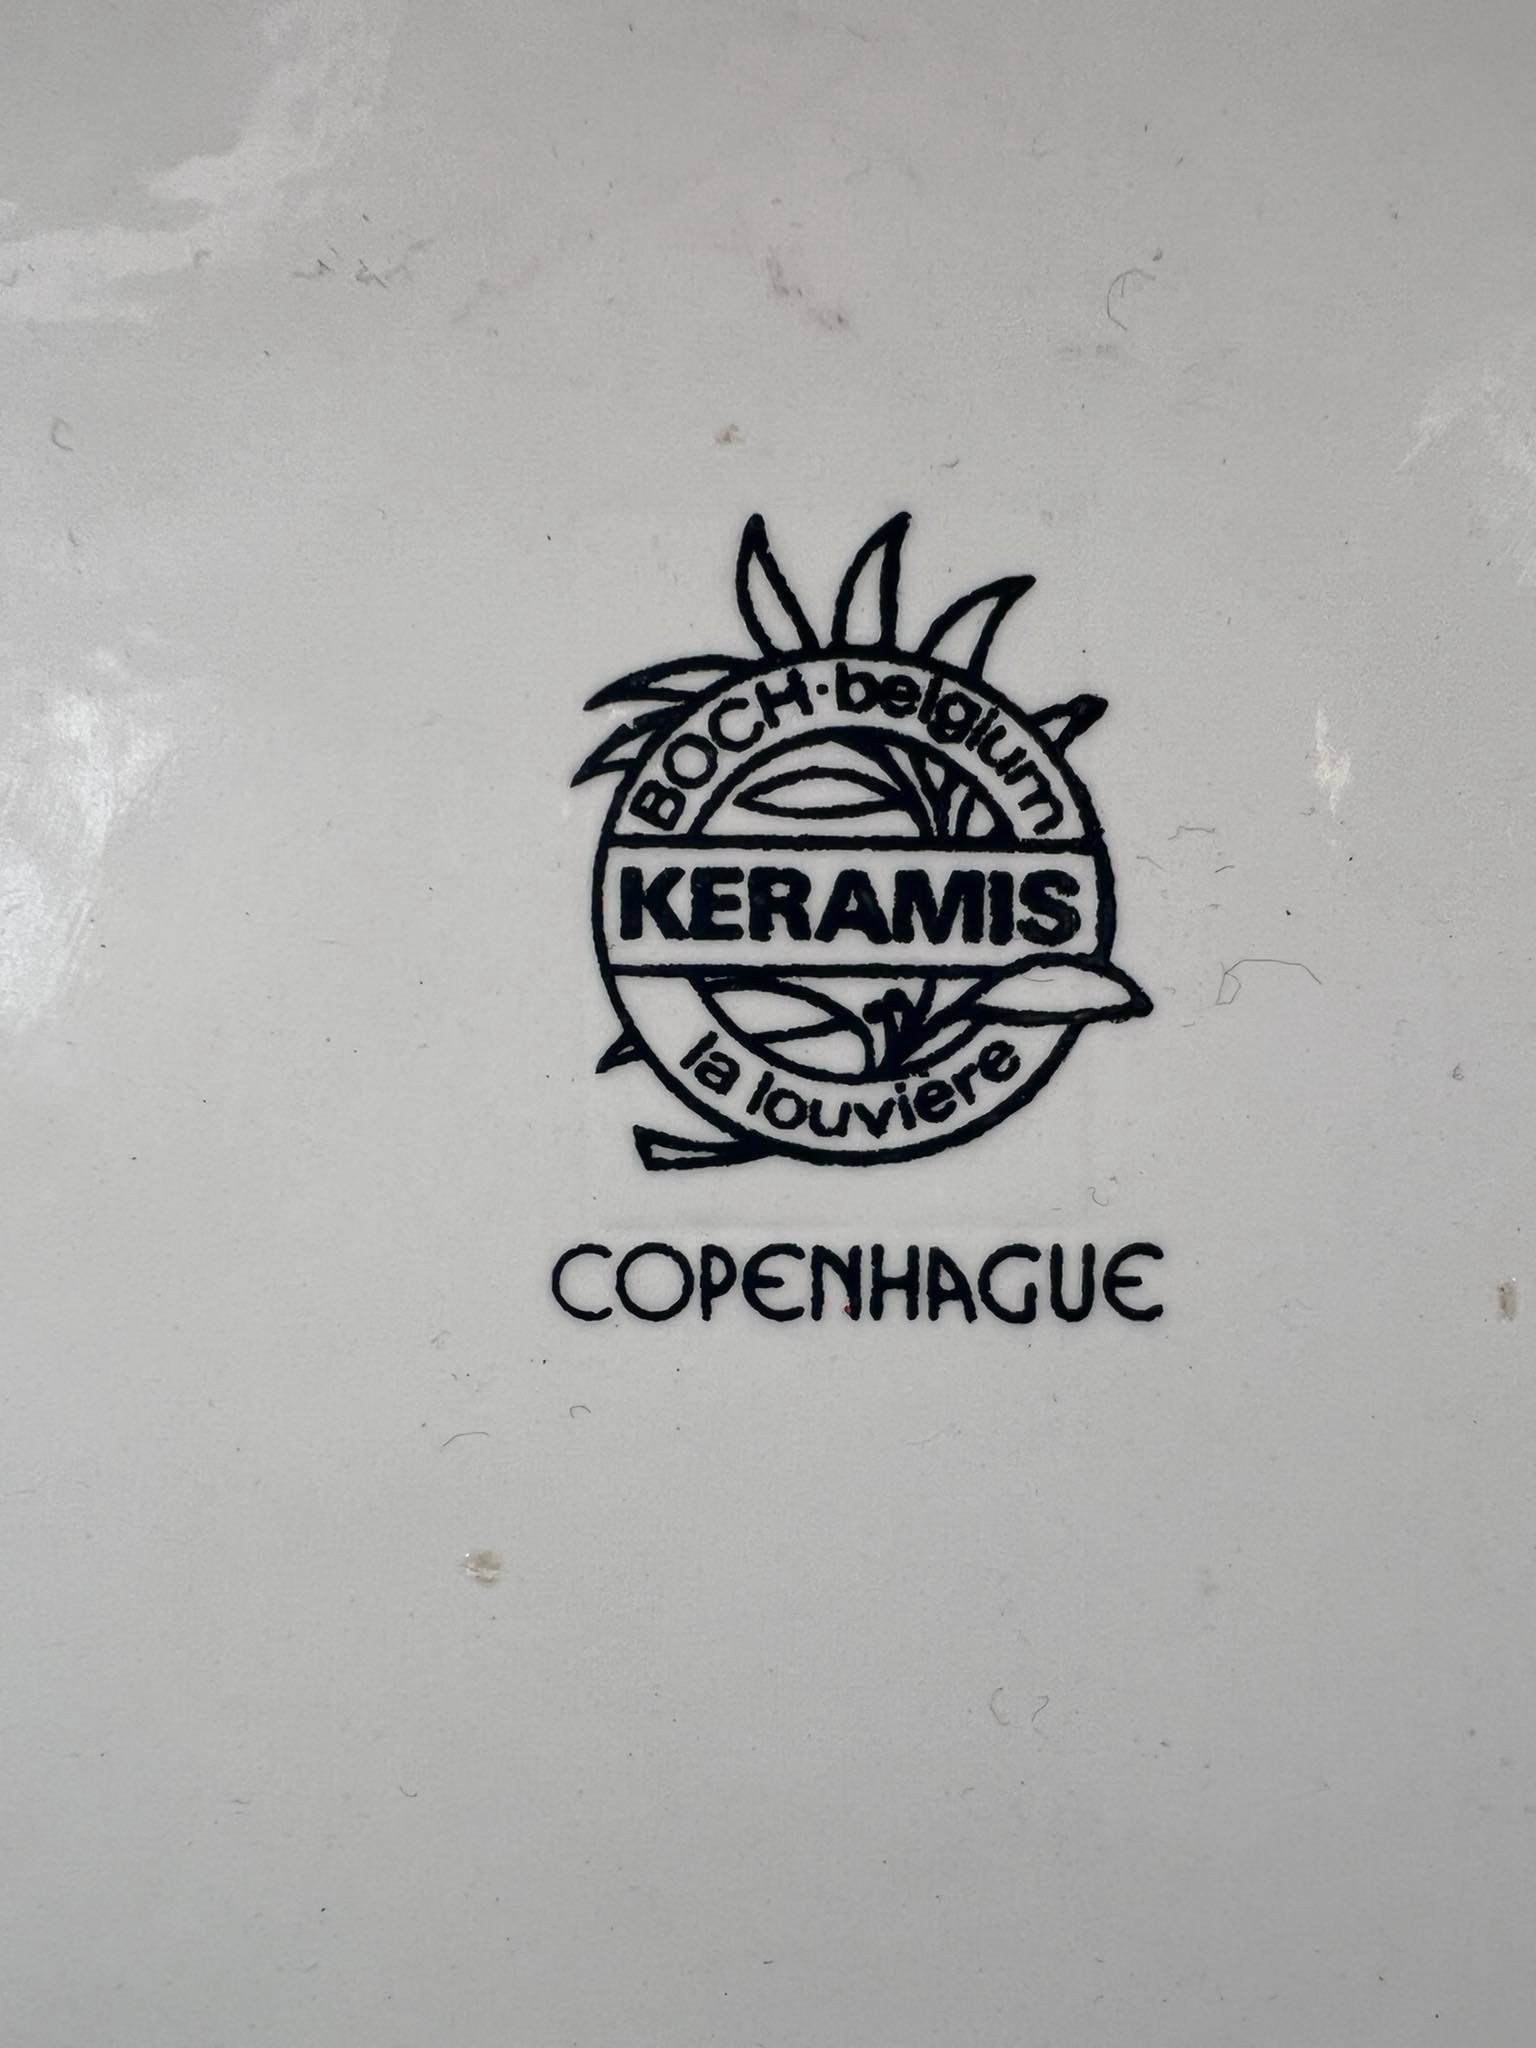 BOCH·belgium
KERAMIS
la louvière
COPENHAGUE